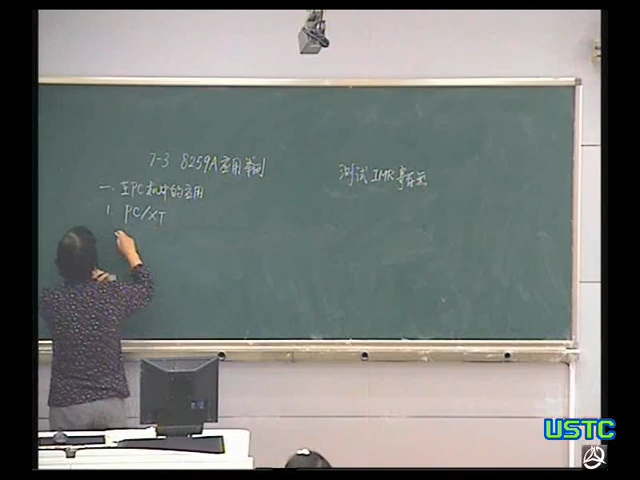 7-3 8259A应用举例
一. 在PC机中的应用
1. PC/XT
测试IMR寄存器
USTC